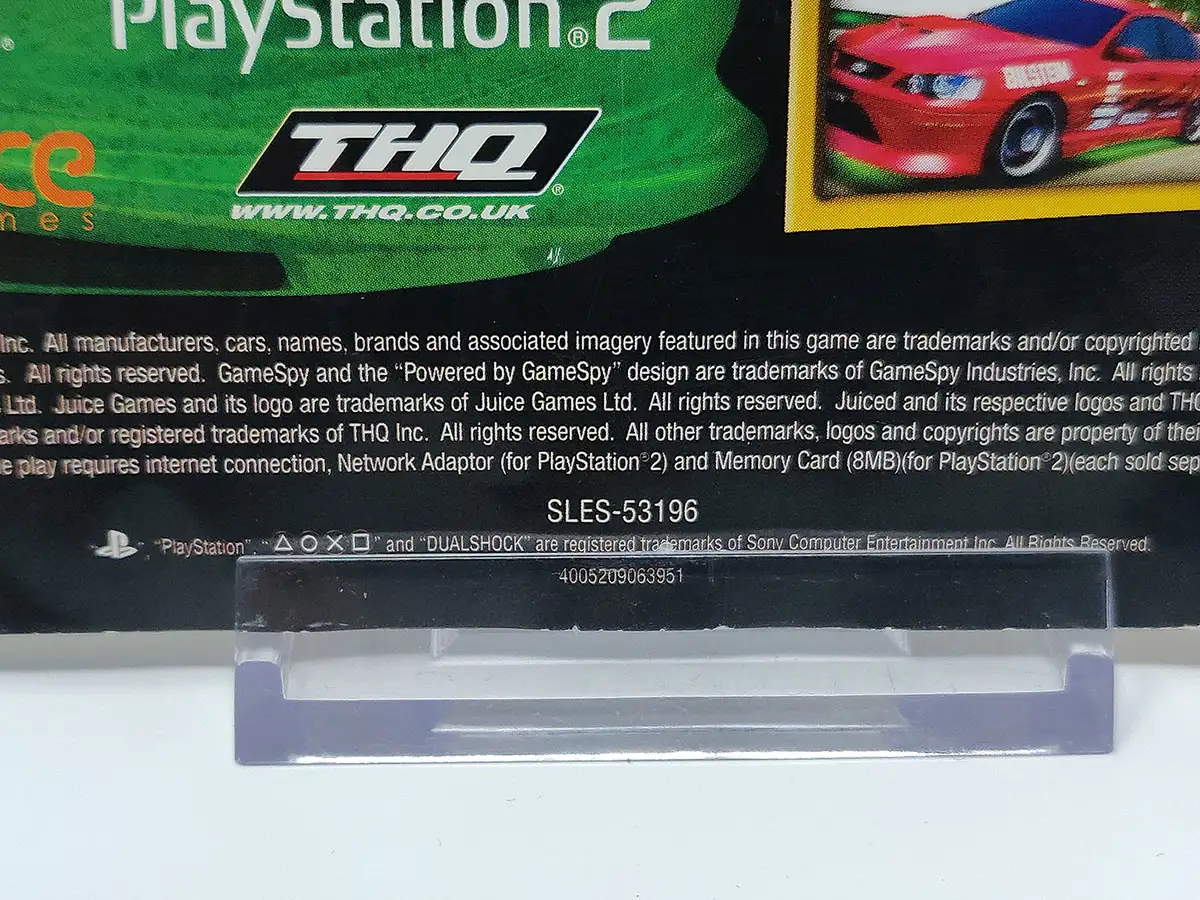 PlayStation®2
THQ®
WWW.THQ.CO.UK
BILSTEIN
Inc. All manufacturers, cars, names, brands and associated imagery featured in this game are trademarks and/or copyrighted
s. All rights reserved. GameSpy and the “Powered by GameSpy” design are trademarks of GameSpy Industries, Inc. All rights
Ltd. Juice Games and its logo are trademarks of Juice Games Ltd. All rights reserved. Juiced and its respective logos and THQ
arks and/or registered trademarks of THQ Inc. All rights reserved. All other trademarks, logos and copyrights are property of thei
e play requires internet connection, Network Adaptor (for PlayStation®2) and Memory Card (8MB)(for PlayStation®2)(each sold sep
SLES-53196
”, “PlayStation”, “△○✕□” and “DUALSHOCK” are registered trademarks of Sony Computer Entertainment Inc. All Rights Reserved.
4005209063951